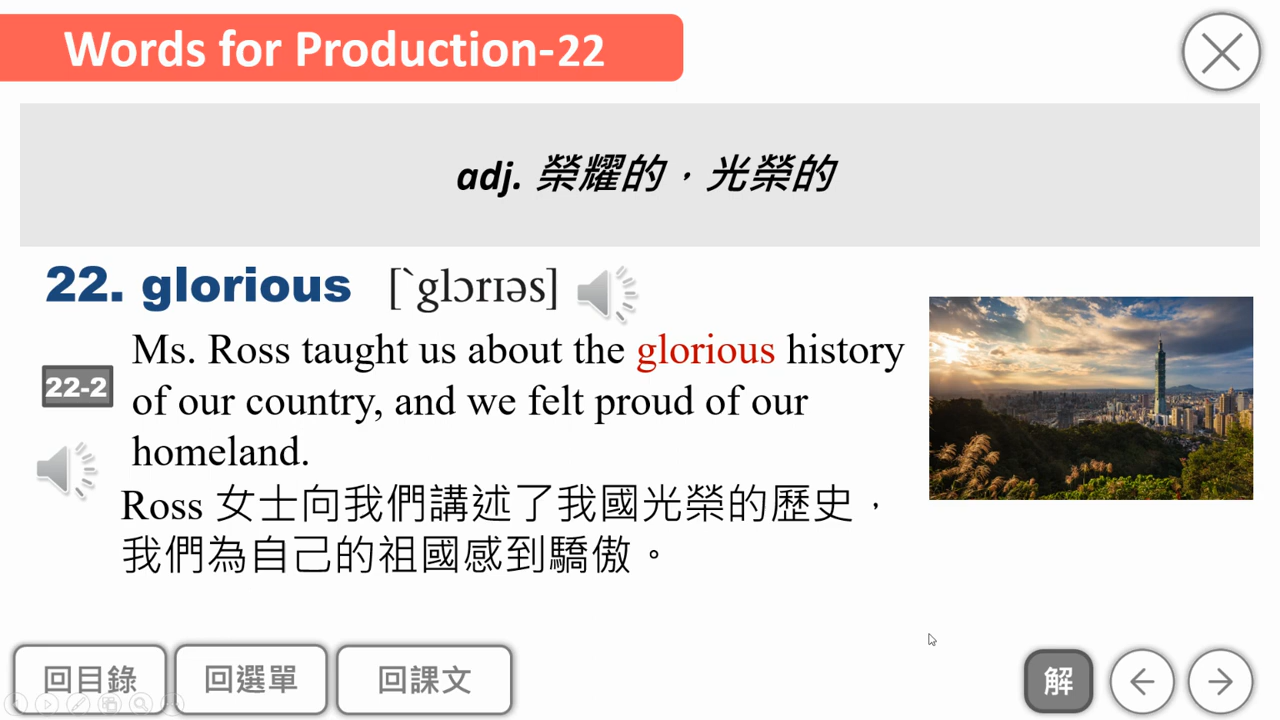 Words for Production-22
adj. 榮耀的，光榮的
22. glorious [ˋglɔrɪəs]
Ms. Ross taught us about the glorious history
22-2
of our country, and we felt proud of our
homeland.
Ross 女士向我們講述了我國光榮的歷史，
我們為自己的祖國感到驕傲。
回目錄 回選單 回課文 解